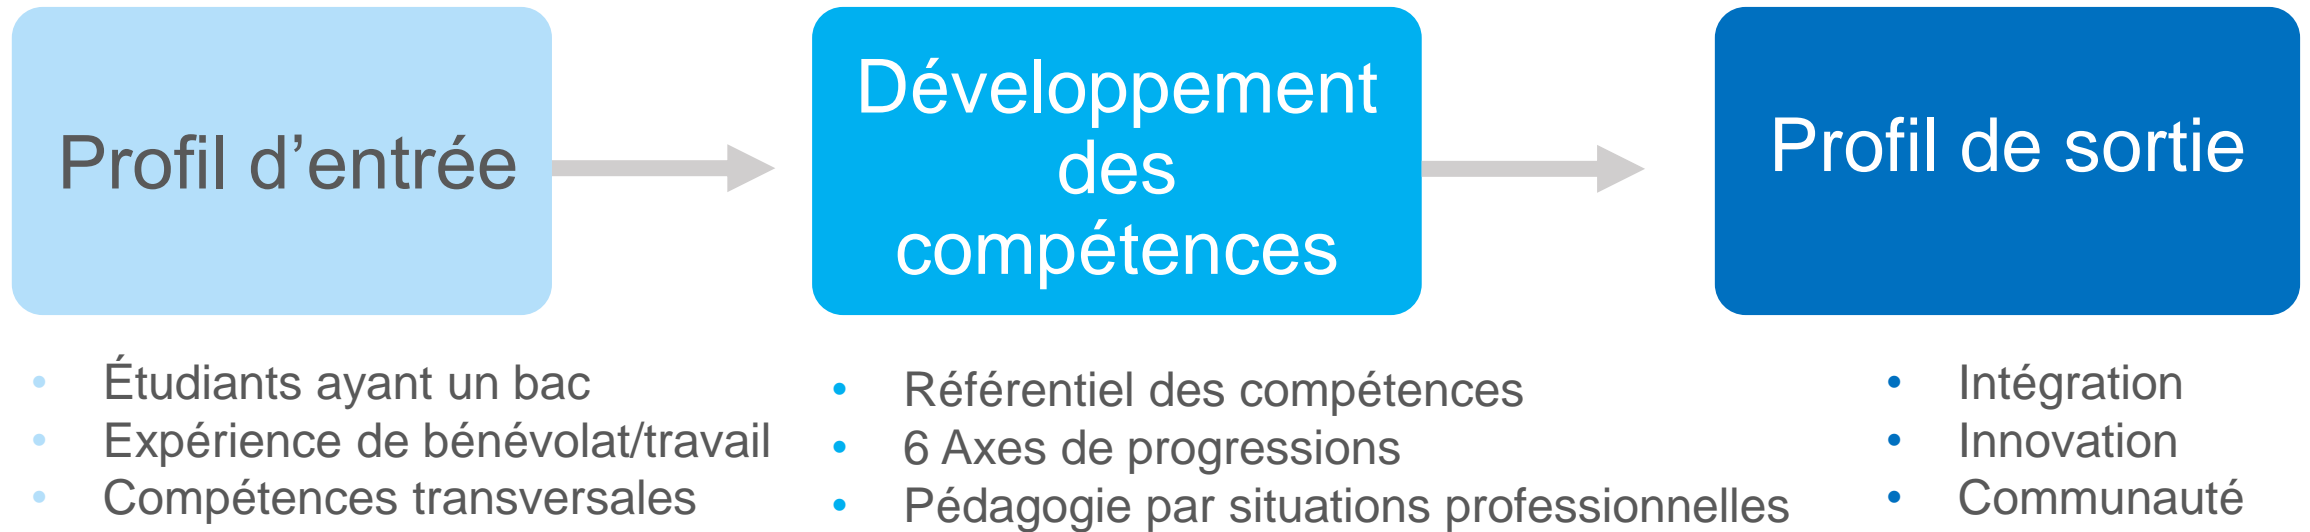 Profil d’entrée
Développement
des
compétences
Profil de sortie
• Étudiants ayant un bac
• Expérience de bénévolat/travail
• Compétences transversales
• Référentiel des compétences
• 6 Axes de progressions
• Pédagogie par situations professionnelles
• Intégration
• Innovation
• Communauté